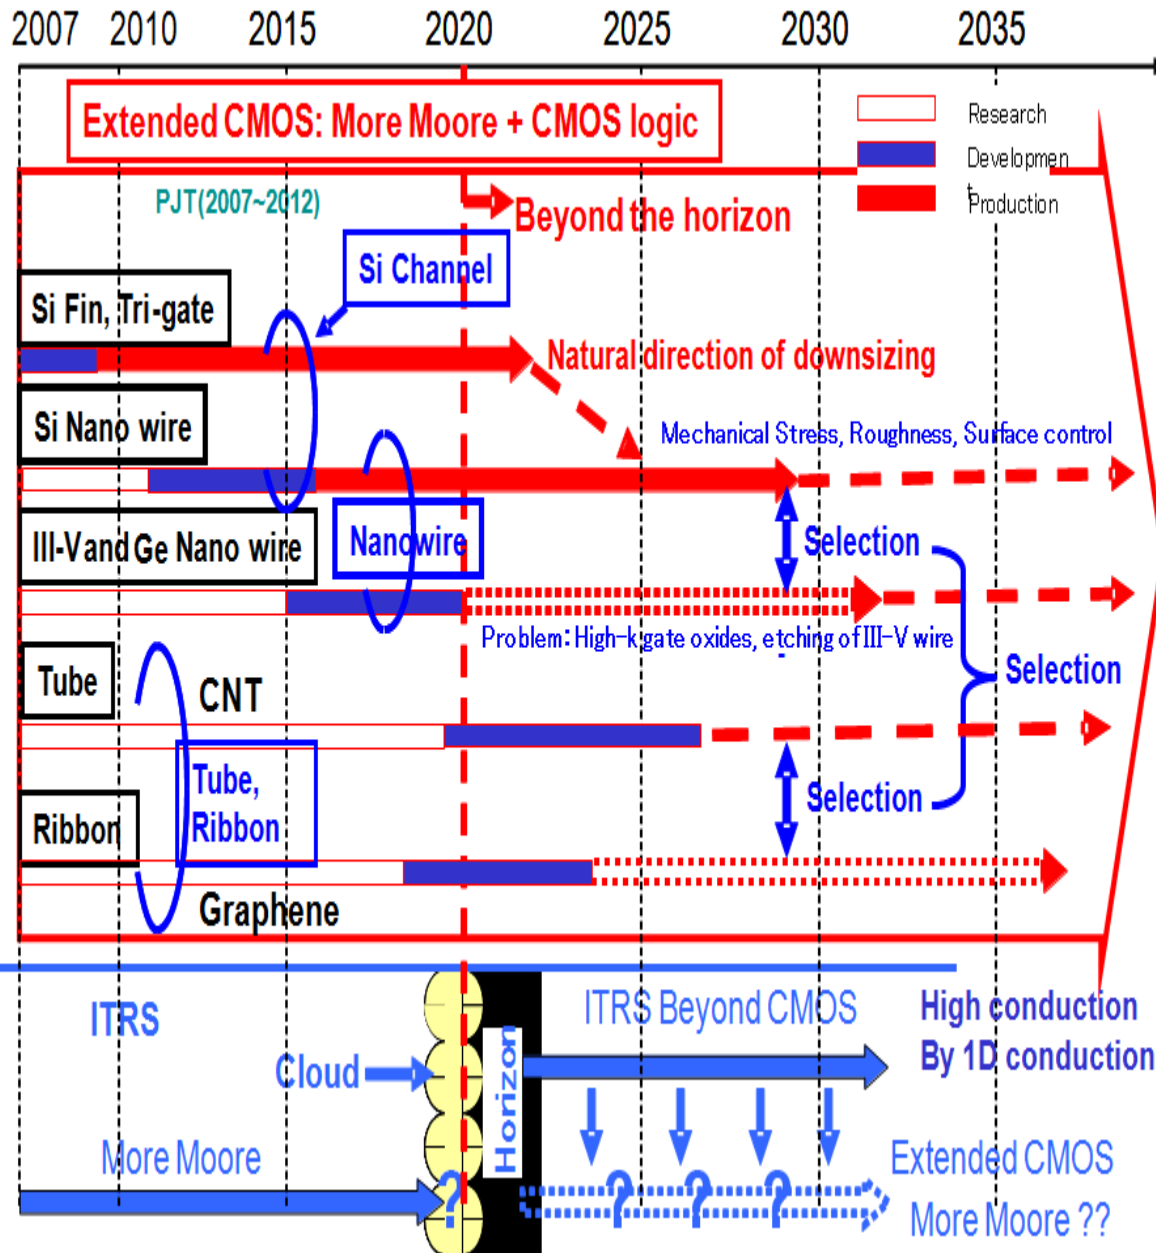 2007 2010 2015 2020 2025 2030 2035
Extended CMOS: More Moore + CMOS logic
Research
Developmen
t
Production
PJT(2007~2012)
Beyond the horizon
Si Channel
Si Fin, Tri-gate
Natural direction of downsizing
Si Nano wire
Mechanical Stress, Roughness, Surface control
III-V and Ge Nano wire
Nanowire
Selection
Problem: High-k gate oxides, etching of III-V wire
Selection
Tube
CNT
Tube,
Ribbon
Selection
Ribbon
Graphene
ITRS
ITRS Beyond CMOS
High conduction
By 1D conduction
Cloud
Horizon
More Moore
?
? ? ?
Extended CMOS
More Moore ??